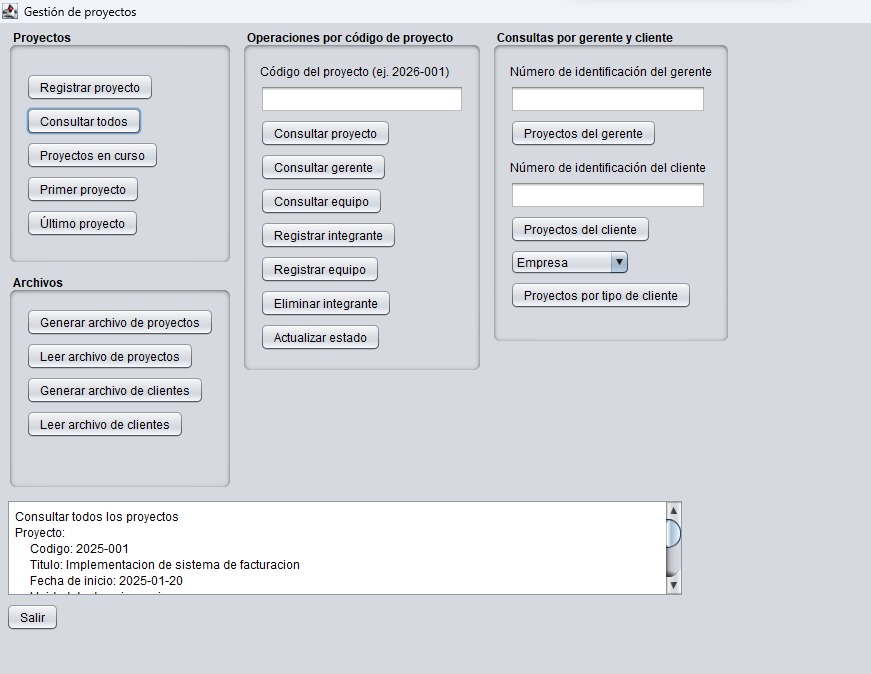 Gestión de proyectos
Proyectos
Registrar proyecto
Consultar todos
Proyectos en curso
Primer proyecto
Último proyecto
Archivos
Generar archivo de proyectos
Leer archivo de proyectos
Generar archivo de clientes
Leer archivo de clientes
Operaciones por código de proyecto
Código del proyecto (ej. 2026-001)
Consultar proyecto
Consultar gerente
Consultar equipo
Registrar integrante
Registrar equipo
Eliminar integrante
Actualizar estado
Consultas por gerente y cliente
Número de identificación del gerente
Proyectos del gerente
Número de identificación del cliente
Proyectos del cliente
Empresa
Proyectos por tipo de cliente
Consultar todos los proyectos
Proyecto:
Codigo: 2025-001
Titulo: Implementacion de sistema de facturacion
Fecha de inicio: 2025-01-20
Salir